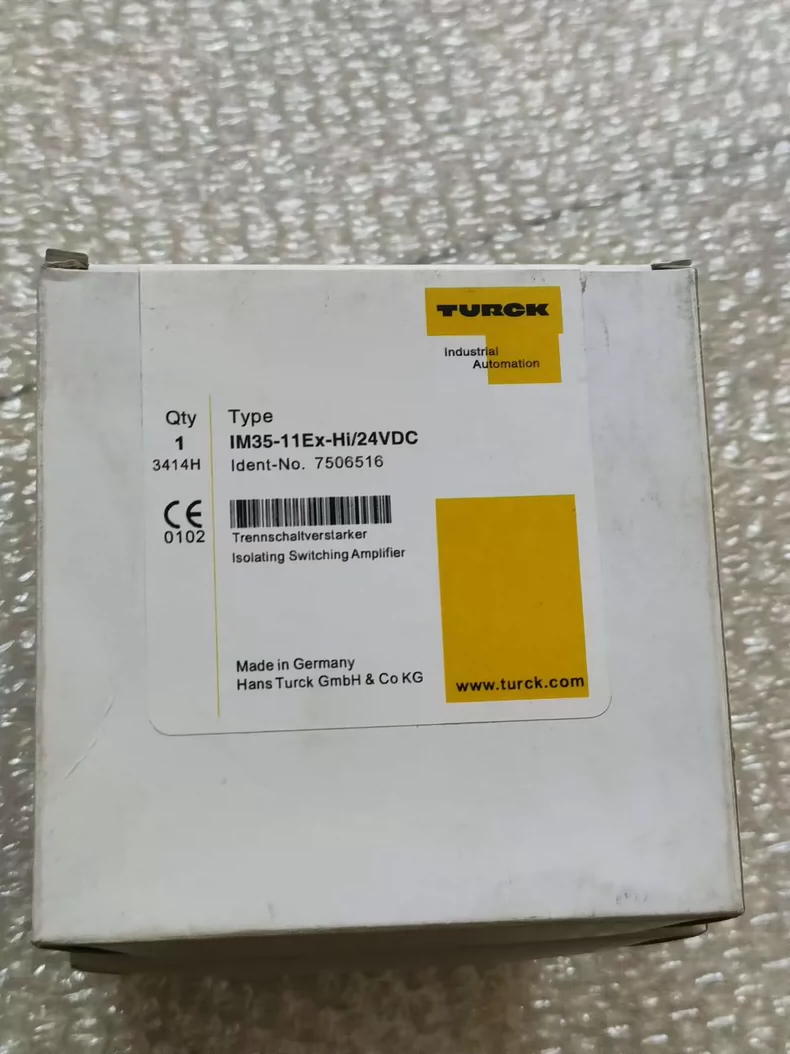 TURCK
Industrial
Automation
Qty
1
3414H
Type
IM35-11Ex-Hi/24VDC
Ident-No. 7506516
CE
0102
Trennschaltverstarker
Isolating Switching Amplifier
Made in Germany
Hans Turck GmbH & Co KG
www.turck.com